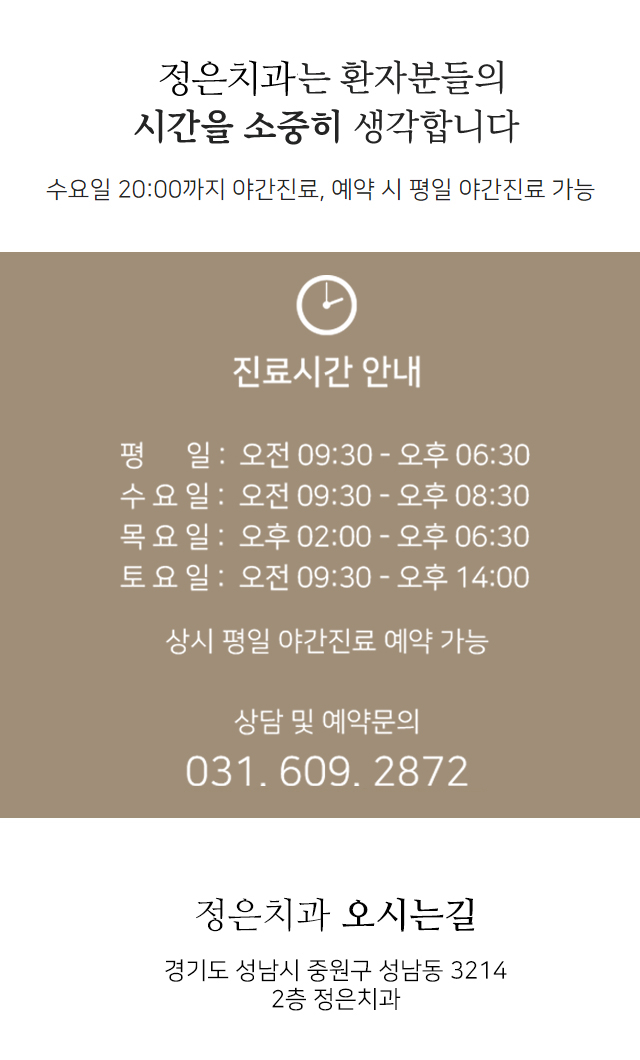 정은치과는 환자분들의
시간을 소중히 생각합니다
수요일 20:00까지 야간진료, 예약 시 평일 야간진료 가능
진료시간 안내
평 일 : 오전 09:30 - 오후 06:30
수 요 일 : 오전 09:30 - 오후 08:30
목 요 일 : 오후 02:00 - 오후 06:30
토 요 일 : 오전 09:30 - 오후 14:00
상시 평일 야간진료 예약 가능
상담 및 예약문의
031. 609. 2872
정은치과 오시는길
경기도 성남시 중원구 성남동 3214
2층 정은치과